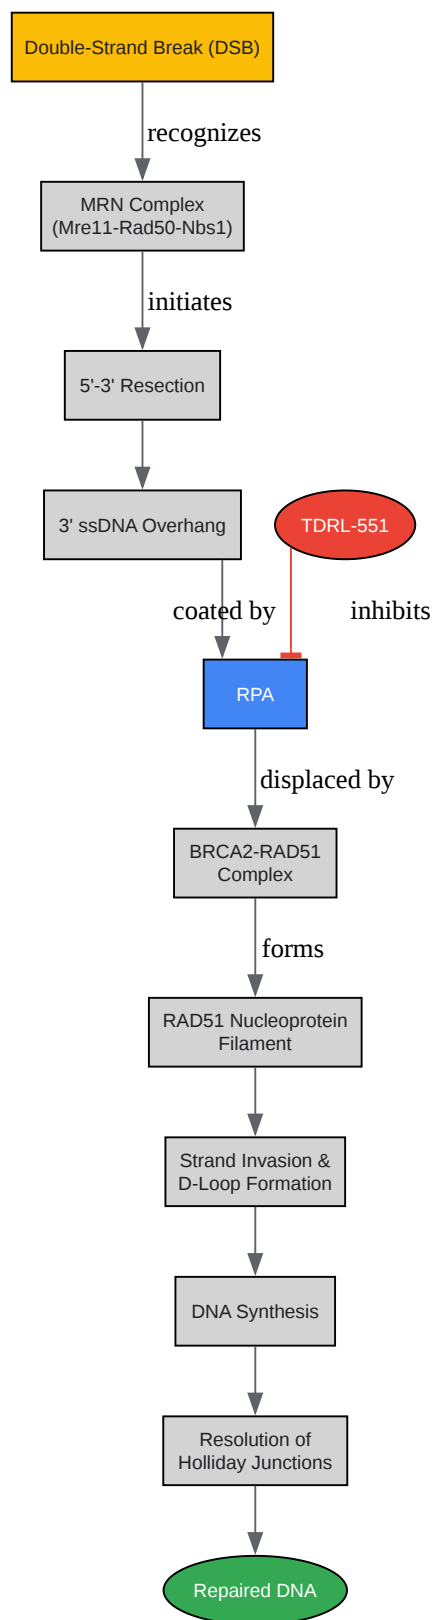 Double-Strand Break (DSB)
recognizes
MRN Complex
(Mre11-Rad50-Nbs1)
initiates
5'-3' Resection
3' ssDNA Overhang
TDRL-551
coated by
inhibits
RPA
displaced by
BRCA2-RAD51
Complex
forms
RAD51 Nucleoprotein
Filament
Strand Invasion &
D-Loop Formation
DNA Synthesis
Resolution of
Holliday Junctions
Repaired DNA